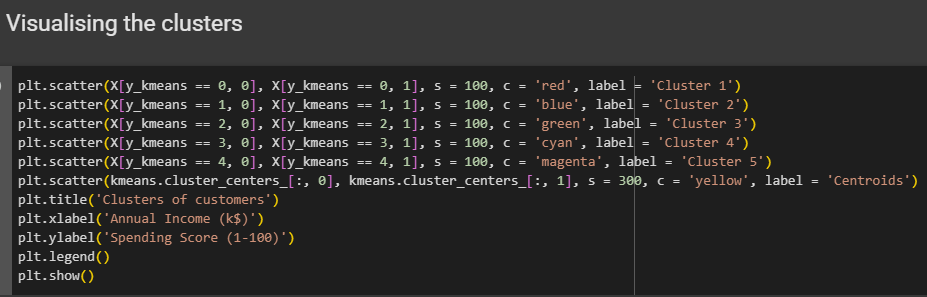 Visualising the clusters
plt.scatter(X[y_kmeans == 0, 0], X[y_kmeans == 0, 1], s = 100, c = 'red', label = 'Cluster 1')
plt.scatter(X[y_kmeans == 1, 0], X[y_kmeans == 1, 1], s = 100, c = 'blue', label = 'Cluster 2')
plt.scatter(X[y_kmeans == 2, 0], X[y_kmeans == 2, 1], s = 100, c = 'green', label = 'Cluster 3')
plt.scatter(X[y_kmeans == 3, 0], X[y_kmeans == 3, 1], s = 100, c = 'cyan', label = 'Cluster 4')
plt.scatter(X[y_kmeans == 4, 0], X[y_kmeans == 4, 1], s = 100, c = 'magenta', label = 'Cluster 5')
plt.scatter(kmeans.cluster_centers_[:, 0], kmeans.cluster_centers_[:, 1], s = 300, c = 'yellow', label = 'Centroids')
plt.title('Clusters of customers')
plt.xlabel('Annual Income (k$)')
plt.ylabel('Spending Score (1-100)')
plt.legend()
plt.show()